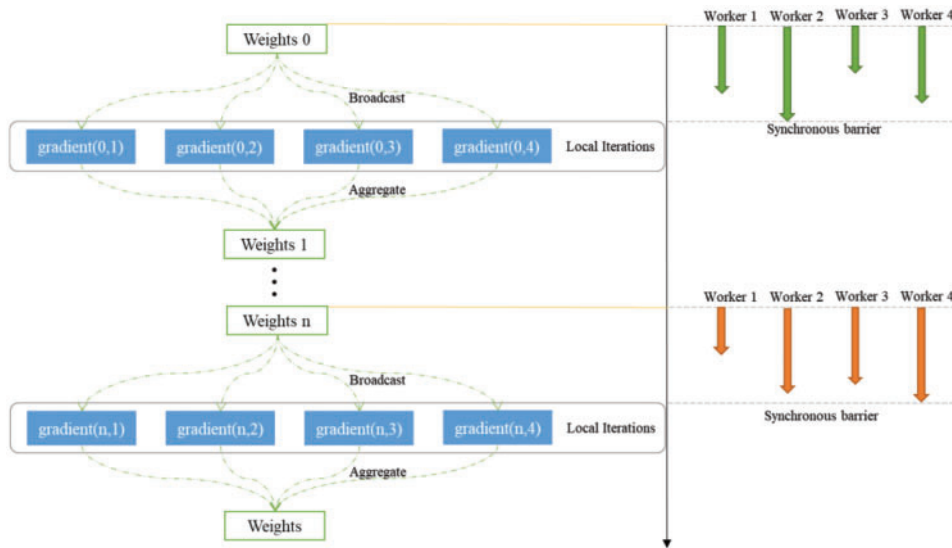 Weights 0
Worker 1 Worker 2 Worker 3 Worker 4
Broadcast
gradient(0,1) gradient(0,2) gradient(0,3) gradient(0,4) Local Iterations
Synchronous barrier
Aggregate
Weights 1
Weights n
Worker 1 Worker 2 Worker 3 Worker 4
Broadcast
gradient(n,1) gradient(n,2) gradient(n,3) gradient(n,4) Local Iterations
Synchronous barrier
Aggregate
Weights